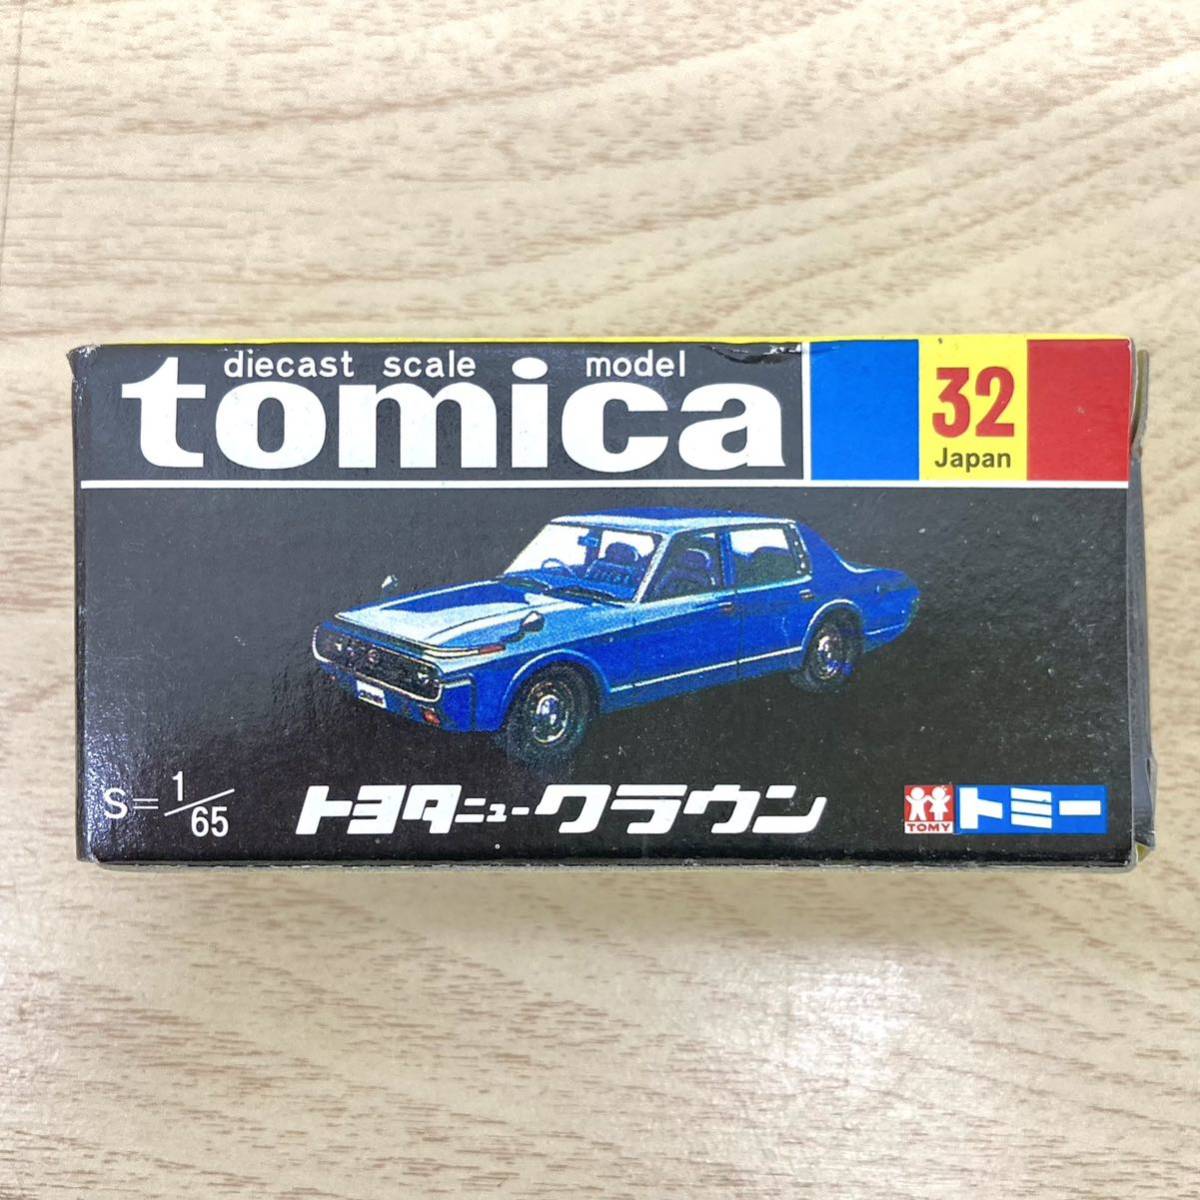 diecast scale model
tomica
32
Japan
S=1/65
トヨタニュークラウン
TOMY
トミー